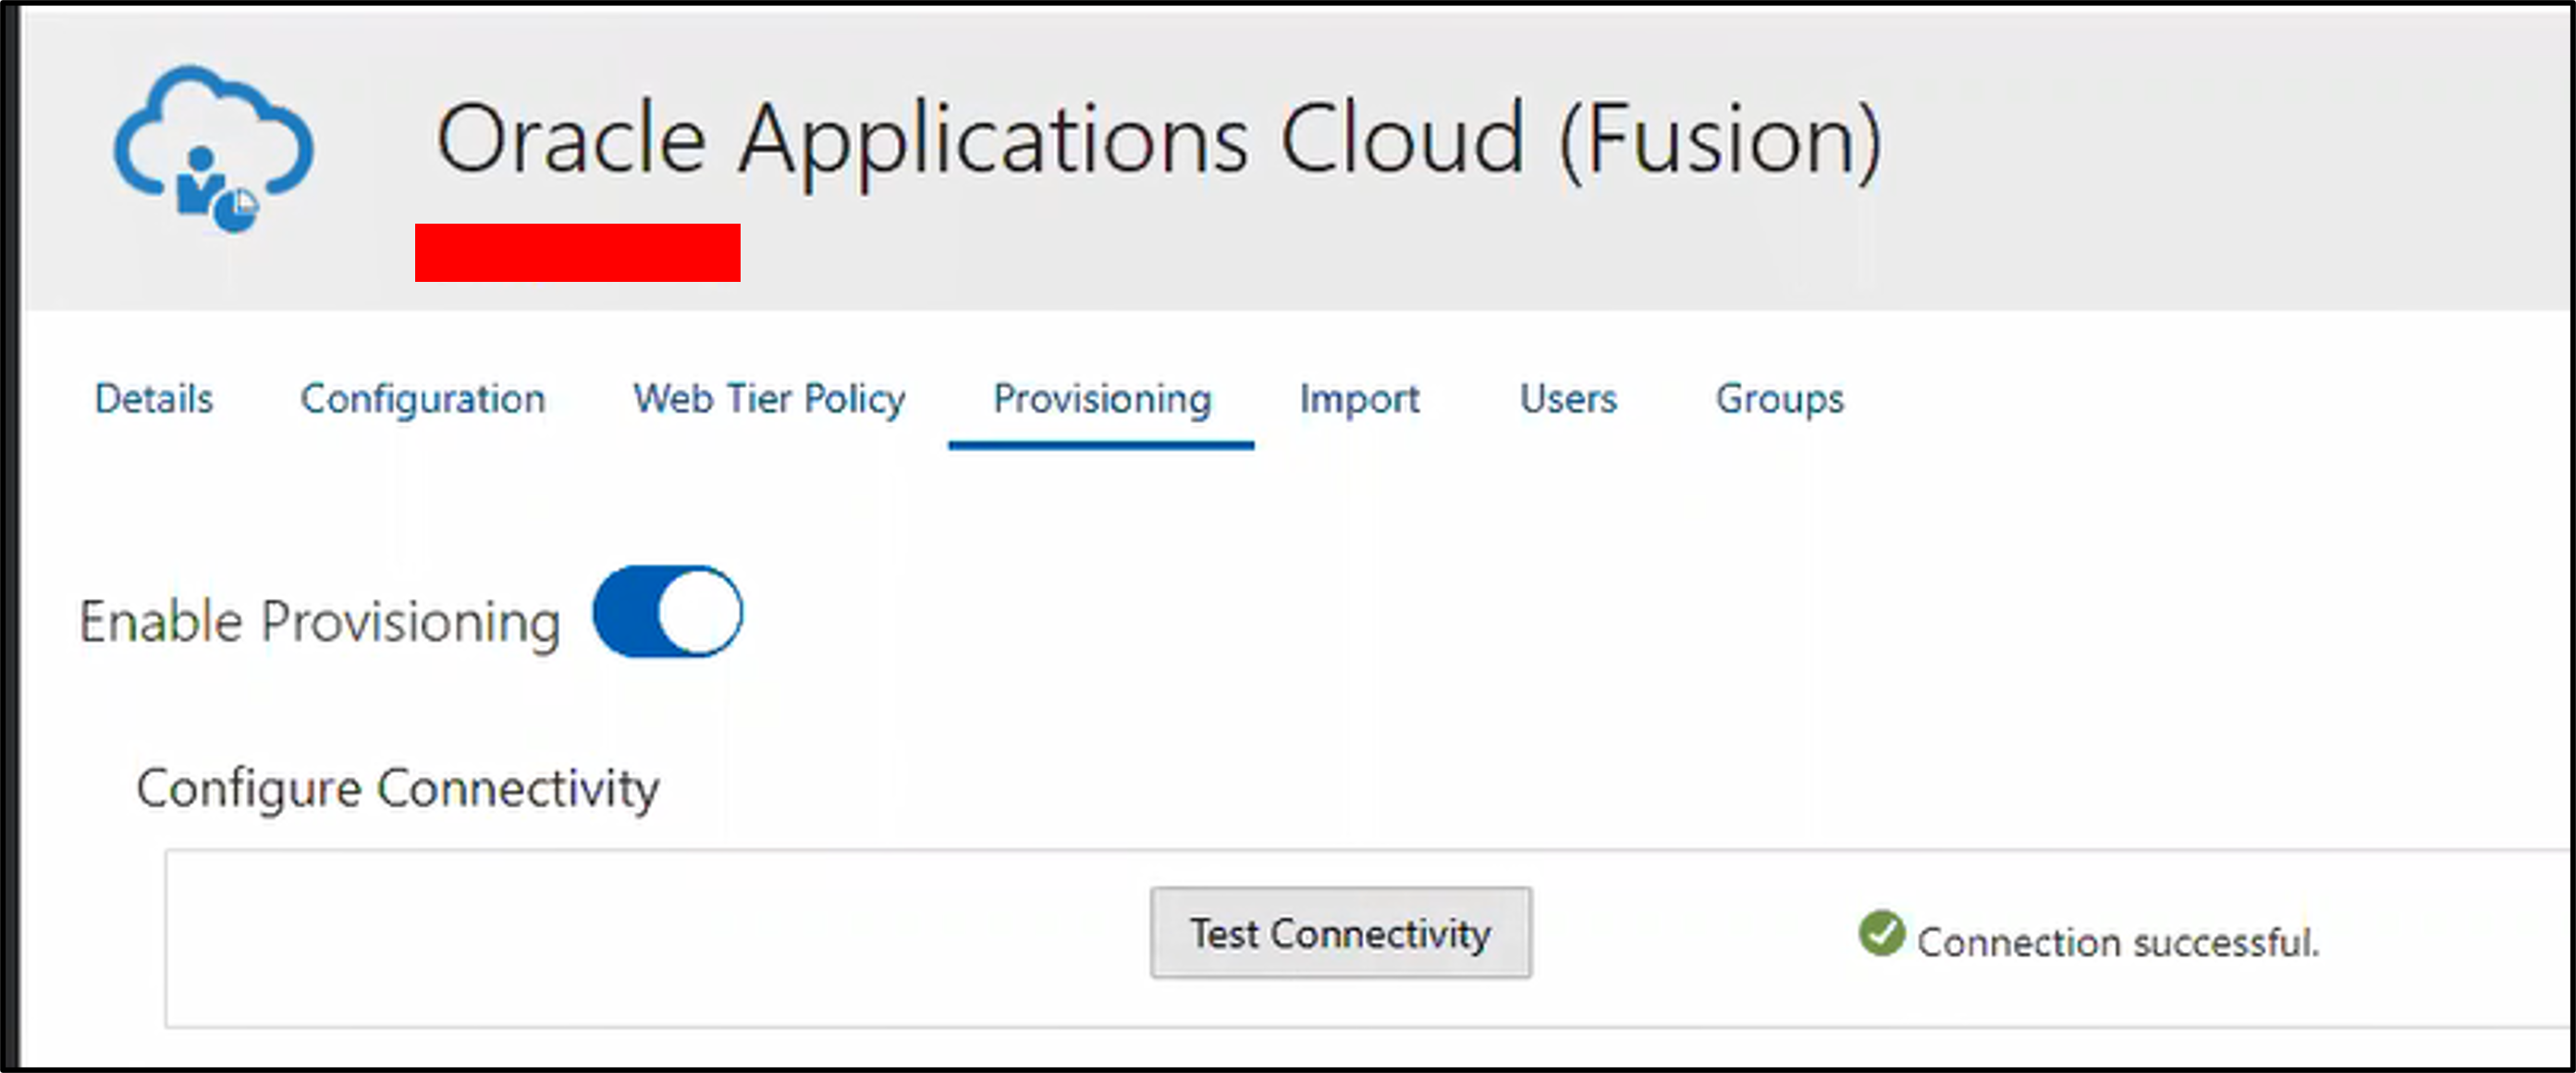 Oracle Applications Cloud (Fusion)
Details Configuration Web Tier Policy Provisioning Import Users Groups
Enable Provisioning
Configure Connectivity
Test Connectivity Connection successful.